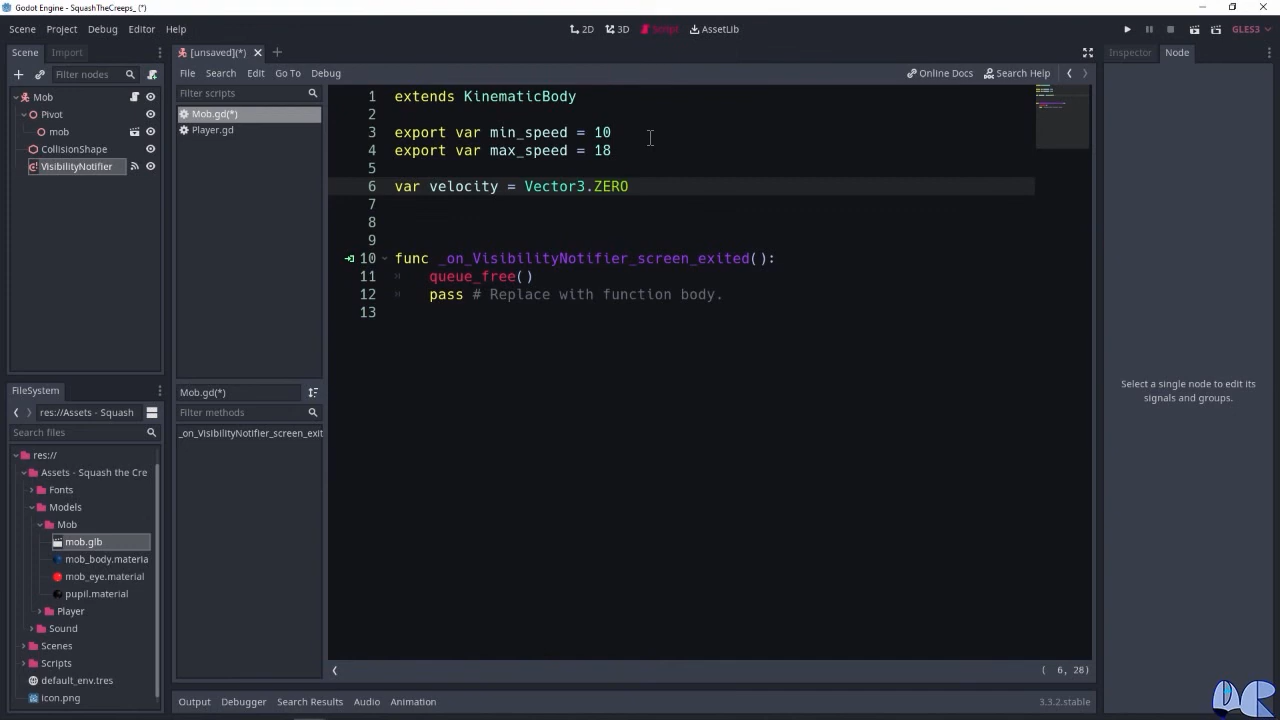 Godot Engine - SquashTheCreeps_ (*)
Scene Project Debug Editor Help
2D 3D Script AssetLib
GLES3
Scene Import
Filter nodes
Mob
Pivot
mob
CollisionShape
VisibilityNotifier
FileSystem
res://Assets - Squash
Search files
res://
Assets - Squash the Cre
Fonts
Models
Mob
mob.glb
mob_body.materia
mob_eye.material
pupil.material
Player
Sound
Scenes
Scripts
default_env.tres
icon.png
[unsaved](*)
File Search Edit Go To Debug
Online Docs Search Help
Filter scripts
Mob.gd(*)
Player.gd
Mob.gd(*)
Filter methods
_on_VisibilityNotifier_screen_exit
1 extends KinematicBody
2
3 export var min_speed = 10
4 export var max_speed = 18
5
6 var velocity = Vector3.ZERO
7
8
9
10 func _on_VisibilityNotifier_screen_exited():
11 queue_free()
12 pass # Replace with function body.
13
( 6, 28)
Output Debugger Search Results Audio Animation
3.3.2.stable
Inspector Node
Select a single node to edit its
signals and groups.